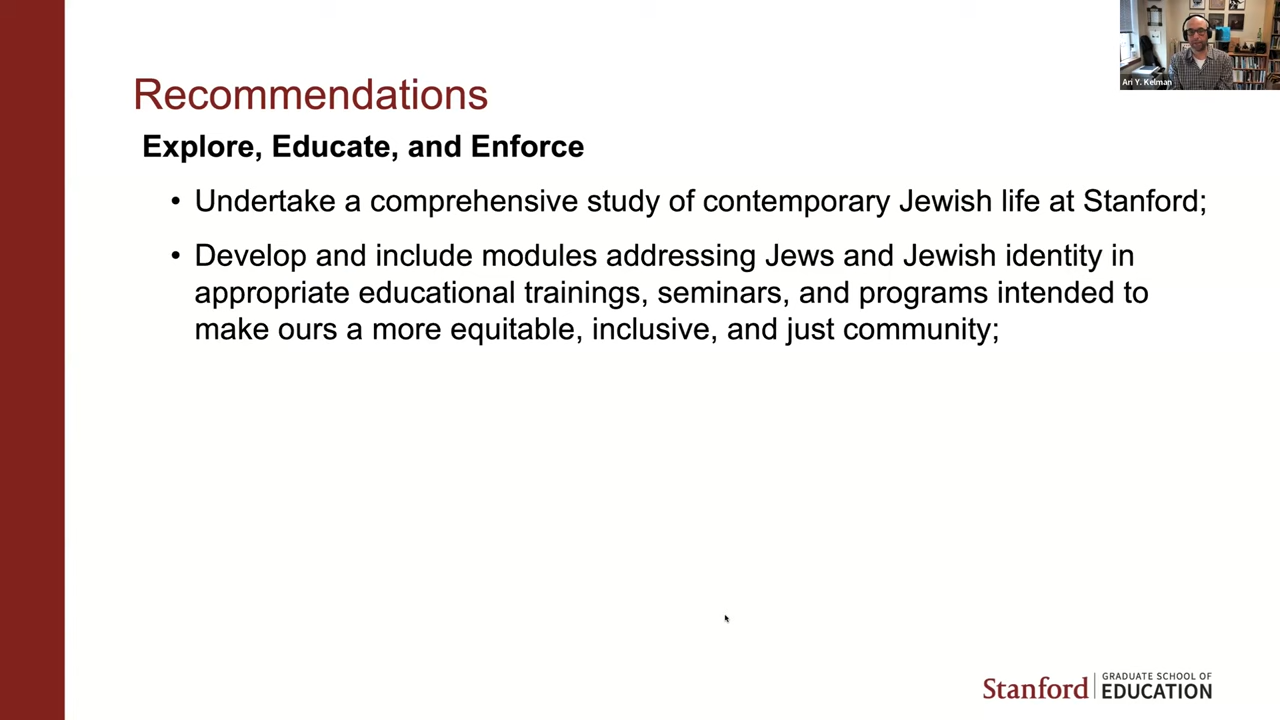 Ari Y. Kelman
Recommendations
Explore, Educate, and Enforce
• Undertake a comprehensive study of contemporary Jewish life at Stanford;
• Develop and include modules addressing Jews and Jewish identity in
appropriate educational trainings, seminars, and programs intended to
make ours a more equitable, inclusive, and just community;
Stanford
GRADUATE SCHOOL OF
EDUCATION